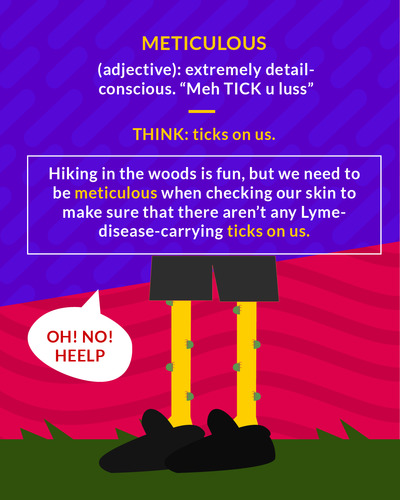 METICULOUS
(adjective): extremely detail-
conscious. “Meh TICK u luss”
THINK: ticks on us.
Hiking in the woods is fun, but we need to
be meticulous when checking our skin to
make sure that there aren’t any Lyme-
disease-carrying ticks on us.
OH! NO!
HEELP